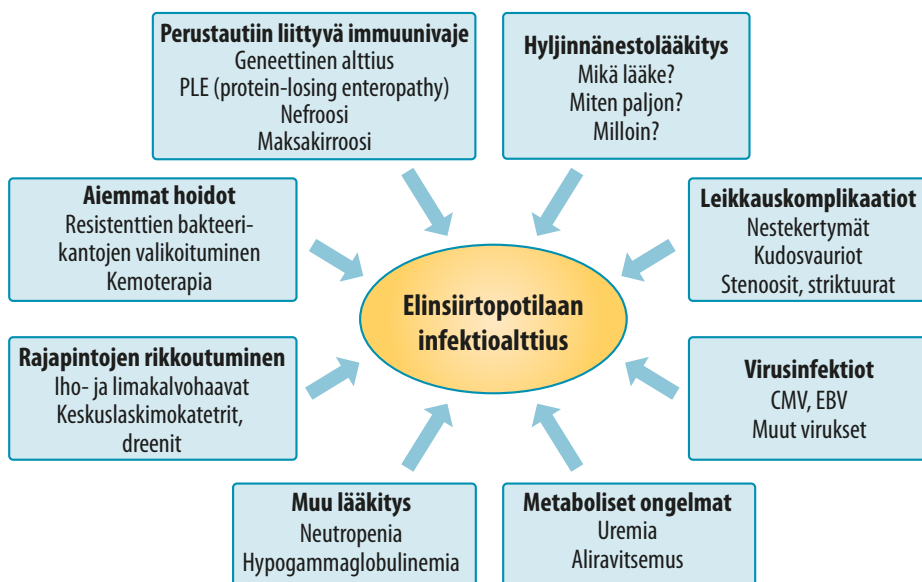 Perustautiin liittyvä immuunivaje
Geneettinen alttius
PLE (protein-losing enteropathy)
Nefroosi
Maksakirroosi
Hyljinnänestolääkitys
Mikä lääke?
Miten paljon?
Milloin?
Aiemmat hoidot
Resistenttien bakteeri-
kantojen valikoituminen
Kemoterapia
Leikkauskomplikaatiot
Nestekertymät
Kudosvauriot
Stenoosit, striktuurat
Elinsiirtopotilaan
infektioalttius
Rajapintojen rikkoutuminen
Iho- ja limakalvohaavat
Keskuslaskimokatetrit,
dreenit
Virusinfektiot
CMV, EBV
Muut virukset
Muu lääkitys
Neutropenia
Hypogammaglobulinemia
Metaboliset ongelmat
Uremia
Aliravitsemus